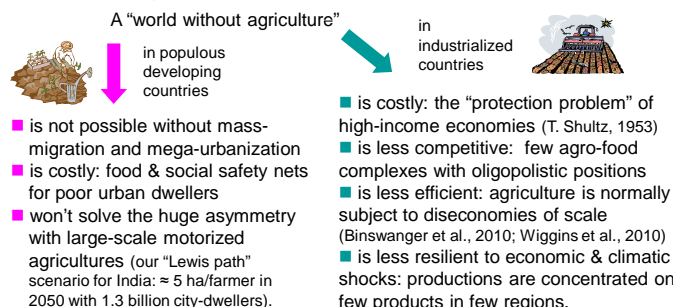 A “world without agriculture”
in populous
developing
countries
■ is not possible without mass-
migration and mega-urbanization
■ is costly: food & social safety nets
for poor urban dwellers
■ won’t solve the huge asymmetry
with large-scale motorized
agricultures (our “Lewis path”
scenario for India: ≈ 5 ha/farmer in
2050 with 1.3 billion city-dwellers).
in
industrialized
countries
■ is costly: the “protection problem” of
high-income economies (T. Shultz, 1953)
■ is less competitive: few agro-food
complexes with oligopolistic positions
■ is less efficient: agriculture is normally
subject to diseconomies of scale
(Binswanger et al., 2010; Wiggins et al., 2010)
■ is less resilient to economic & climatic
shocks: productions are concentrated on
few products in few regions.